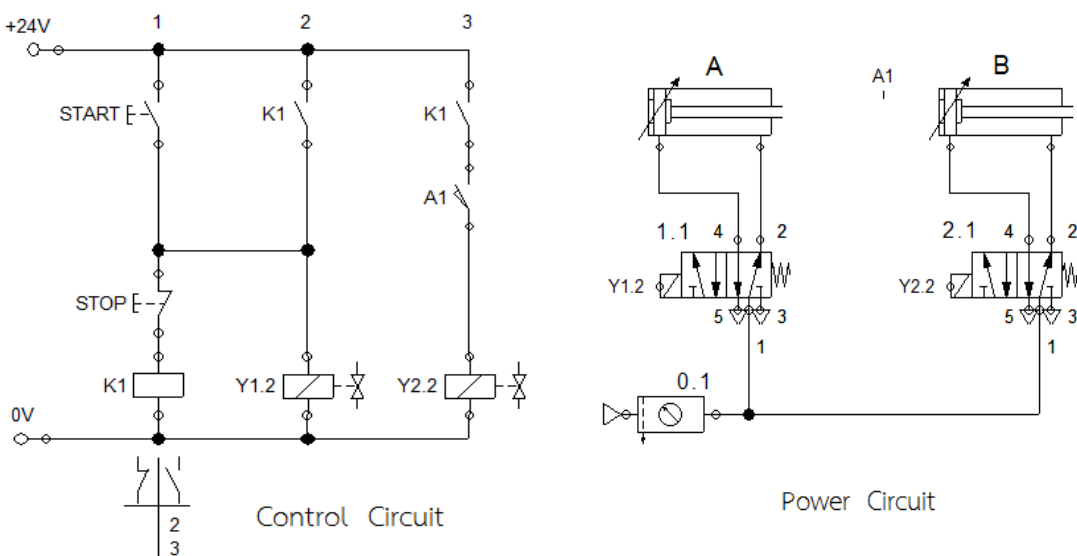 +24V
1 2 3
START K1 K1
A1
STOP
K1 Y1.2 Y2.2
0V
2
3
Control Circuit
A B
A1
1.1 4 2
2.1 4 2
Y1.2 Y2.2
5 3 5 3
1 1
0.1
Power Circuit